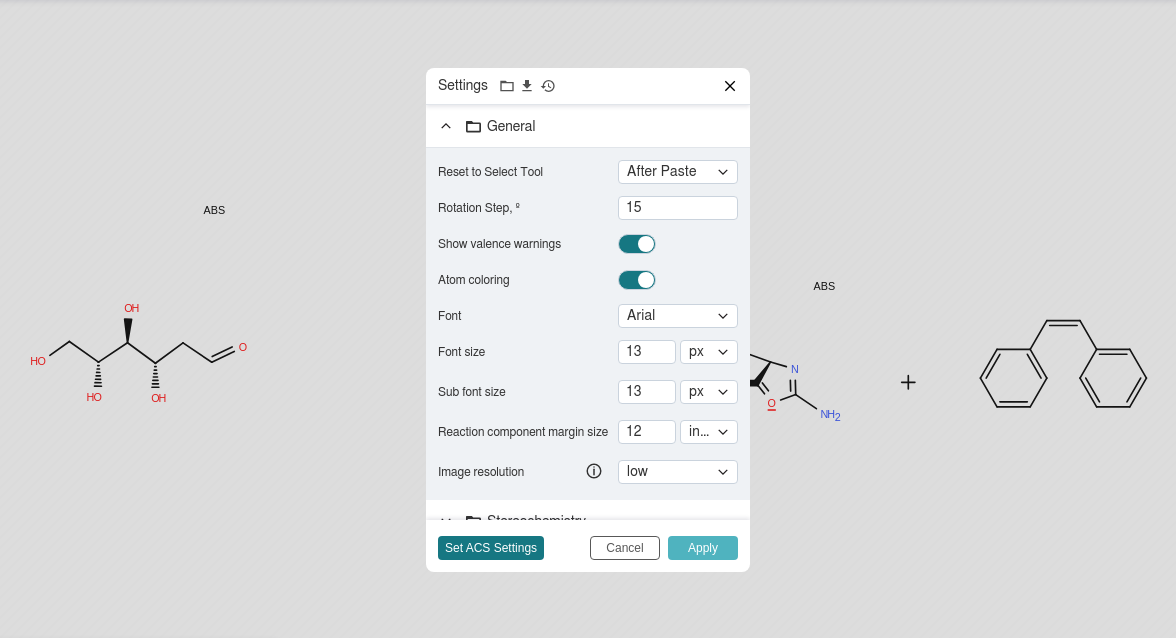 Settings
General
Reset to Select Tool After Paste
Rotation Step, º 15
Show valence warnings
Atom coloring
Font Arial
Font size 13 px
Sub font size 13 px
Reaction component margin size 12 in...
Image resolution low
Stereochemistry
Set ACS Settings Cancel Apply
ABS
OH
HO
O
HO
OH
ABS
N
O
NH2
+